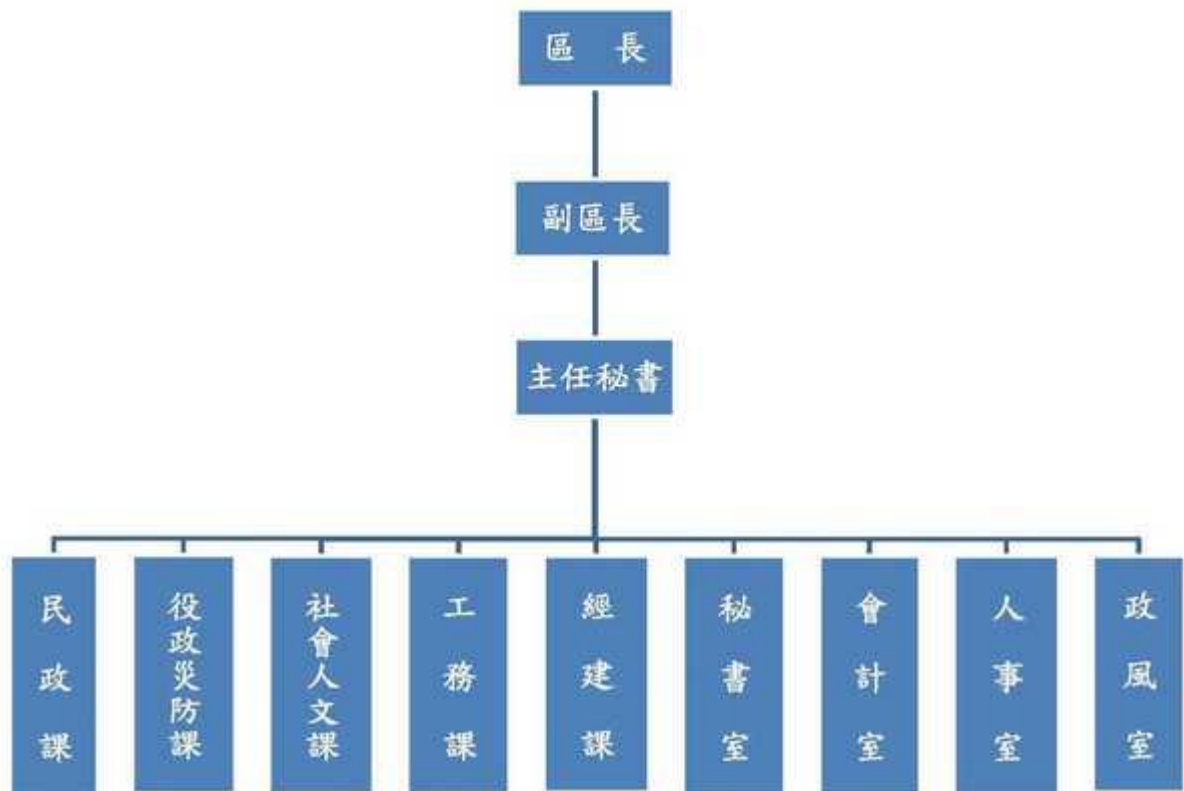 區 長
副區長
主任秘書
民政課
役政災防課
社會人文課
工務課
經建課
秘書室
會計室
人事室
政風室